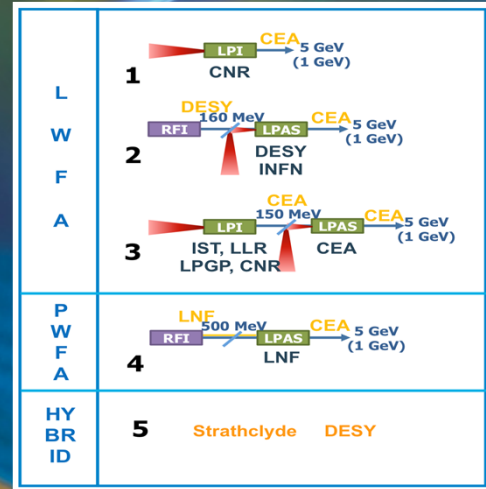 L
W
F
A
1
LPI
CEA
5 GeV
(1 GeV)
CNR
2
DESY
RFI
160 MeV
LPAS
CEA
5 GeV
(1 GeV)
DESY
INFN
3
LPI
CEA
150 MeV
LPAS
CEA
5 GeV
(1 GeV)
IST, LLR
LPGP, CNR
CEA
P
W
F
A
4
RFI
LNF
500 MeV
LPAS
CEA
5 GeV
(1 GeV)
LNF
HY
BR
ID
5
Strathclyde DESY